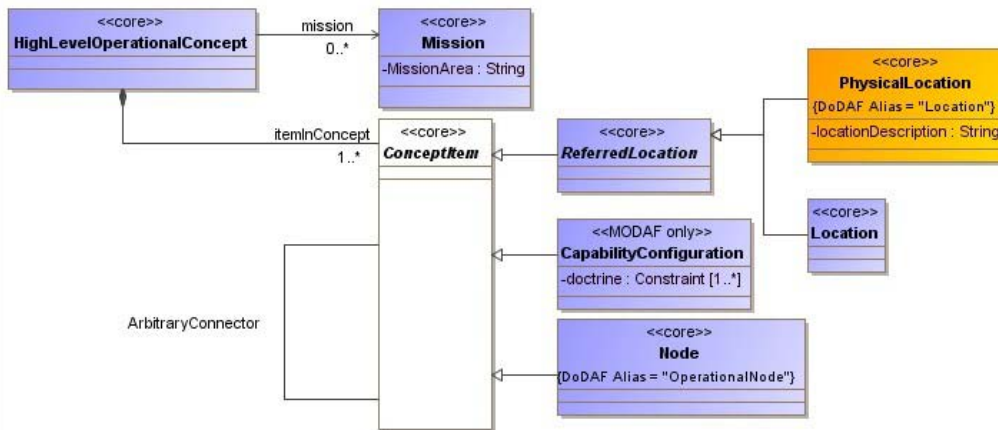 <<core>>
HighLevelOperationalConcept
mission
0..*
<<core>>
Mission
-MissionArea : String
<<core>>
PhysicalLocation
{DoDAF Alias = "Location"}
-locationDescription : String
itemInConcept
1..*
<<core>>
ConceptItem
<<core>>
ReferredLocation
<<core>>
Location
<<MODAF only>>
CapabilityConfiguration
-doctrine : Constraint [1..*]
ArbitraryConnector
<<core>>
Node
{DoDAF Alias = "OperationalNode"}